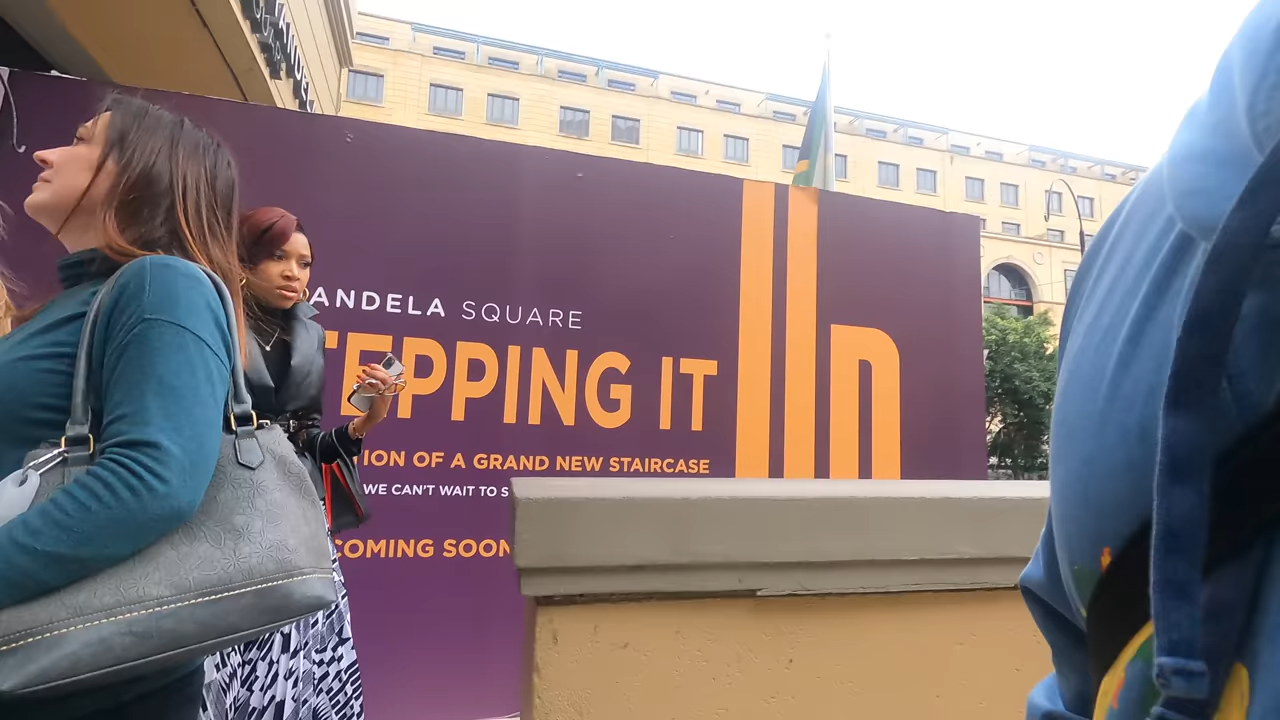 ANDELA SQUARE
TEPPING IT
ION OF A GRAND NEW STAIRCASE
WE CAN'T WAIT TO S
COMING SOON